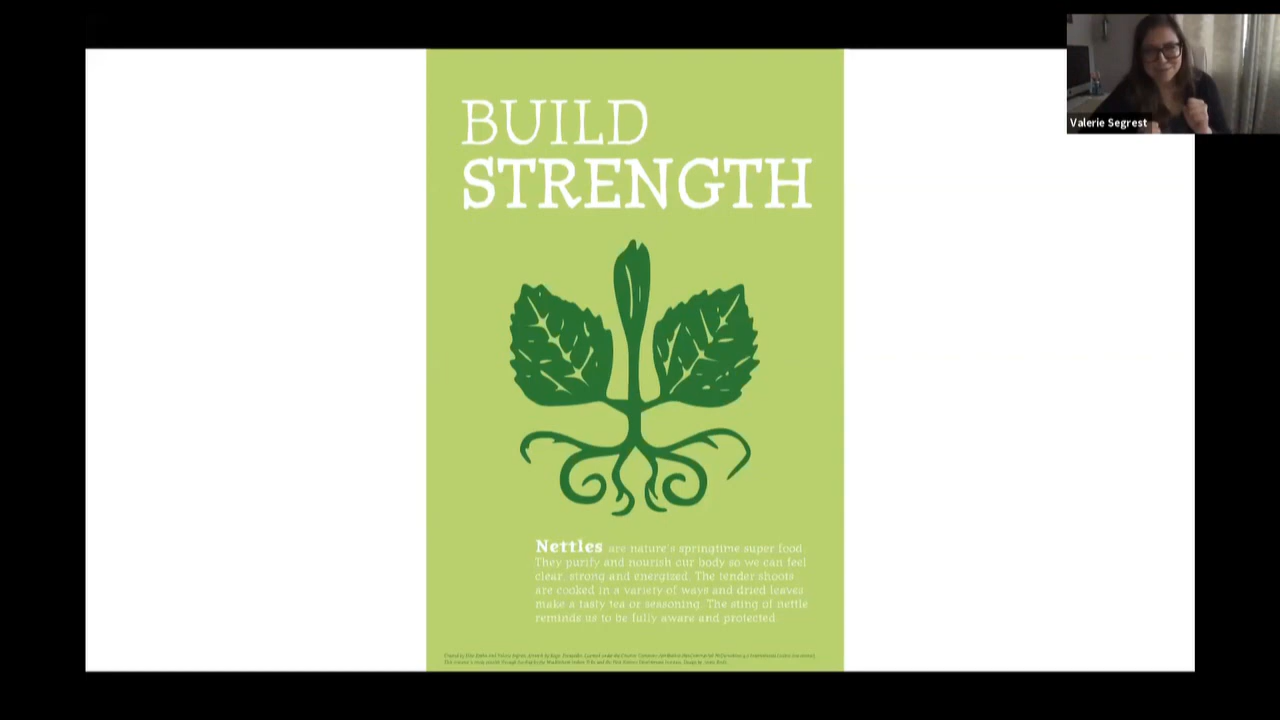 BUILD
STRENGTH
Nettles are nature's springtime super food.
They purify and nourish our body so we can feel
clear, strong and energized. The tender shoots
are cooked in a variety of ways and dried leaves
make a tasty tea or seasoning. The sting of nettle
reminds us to be fully aware and protected.
Valerie Segrest